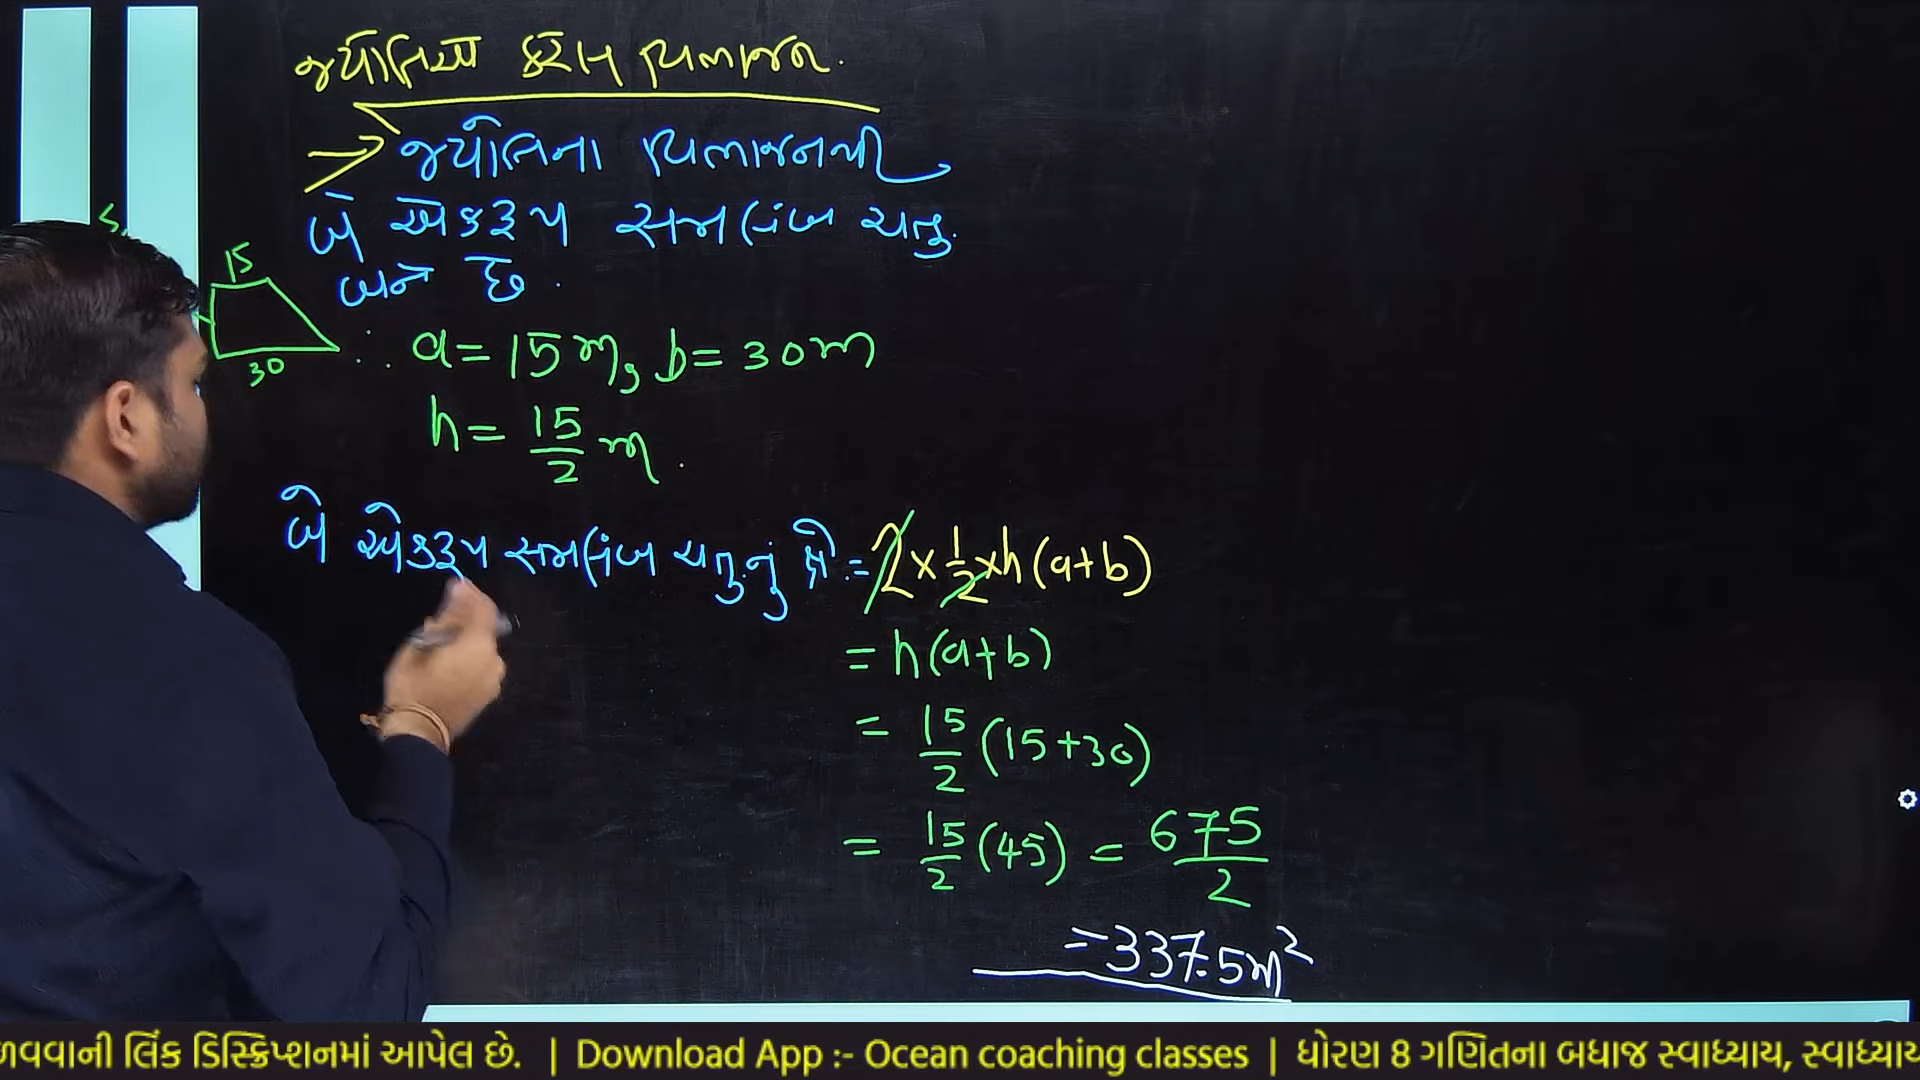 જ્યોતિએ કરેલ વિભાજન.
→ જ્યોતિના વિભાજનથી
બે એકરૂપ સમલંબ ચતુ.
બને છે.
15
30
∴ a = 15 m, b = 30 m
h = 15/2 m.
બે એકરૂપ સમલંબ ચતુ.નું ક્ષે. = 2 × 1/2 × h (a+b)
= h (a+b)
= 15/2 (15+30)
= 15/2 (45) = 675/2
= 337.5 m²
ળવવાની લિંક ડિસ્ક્રિપ્શનમાં આપેલ છે. | Download App :- Ocean coaching classes | ધોરણ 8 ગણિતના બધાજ સ્વાધ્યાય, સ્વાધ્યાય